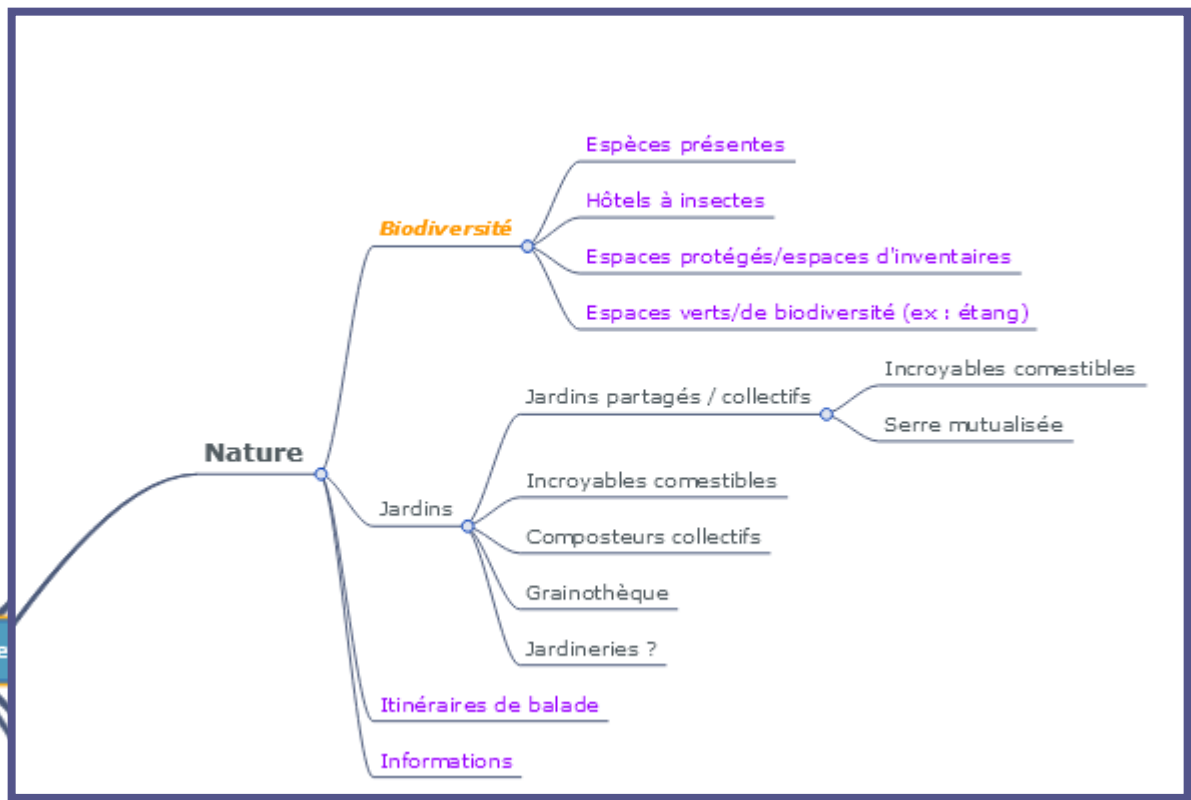 Espèces présentes
Hôtels à insectes
Biodiversité
Espaces protégés/espaces d'inventaires
Espaces verts/de biodiversité (ex : étang)
Incroyables comestibles
Jardins partagés / collectifs
Serre mutualisée
Nature
Incroyables comestibles
Jardins
Composteurs collectifs
Grainothèque
Jardineries ?
Itinéraires de balade
Informations